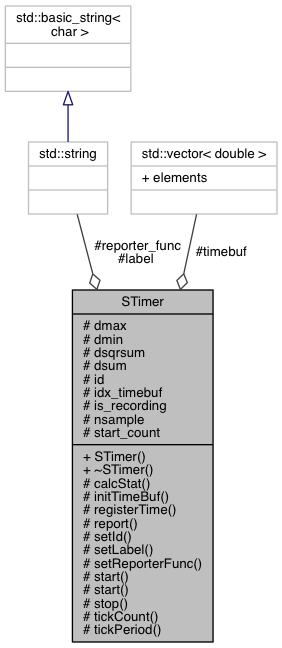 std::basic_string<
char >
std::string
std::vector< double >
+ elements
#reporter_func
#label
#timebuf
STimer
# dmax
# dmin
# dsqrsum
# dsum
# id
# idx_timebuf
# is_recording
# nsample
# start_count
+ STimer()
+ ~STimer()
# calcStat()
# initTimeBuf()
# registerTime()
# report()
# setId()
# setLabel()
# setReporterFunc()
# start()
# start()
# stop()
# tickCount()
# tickPeriod()